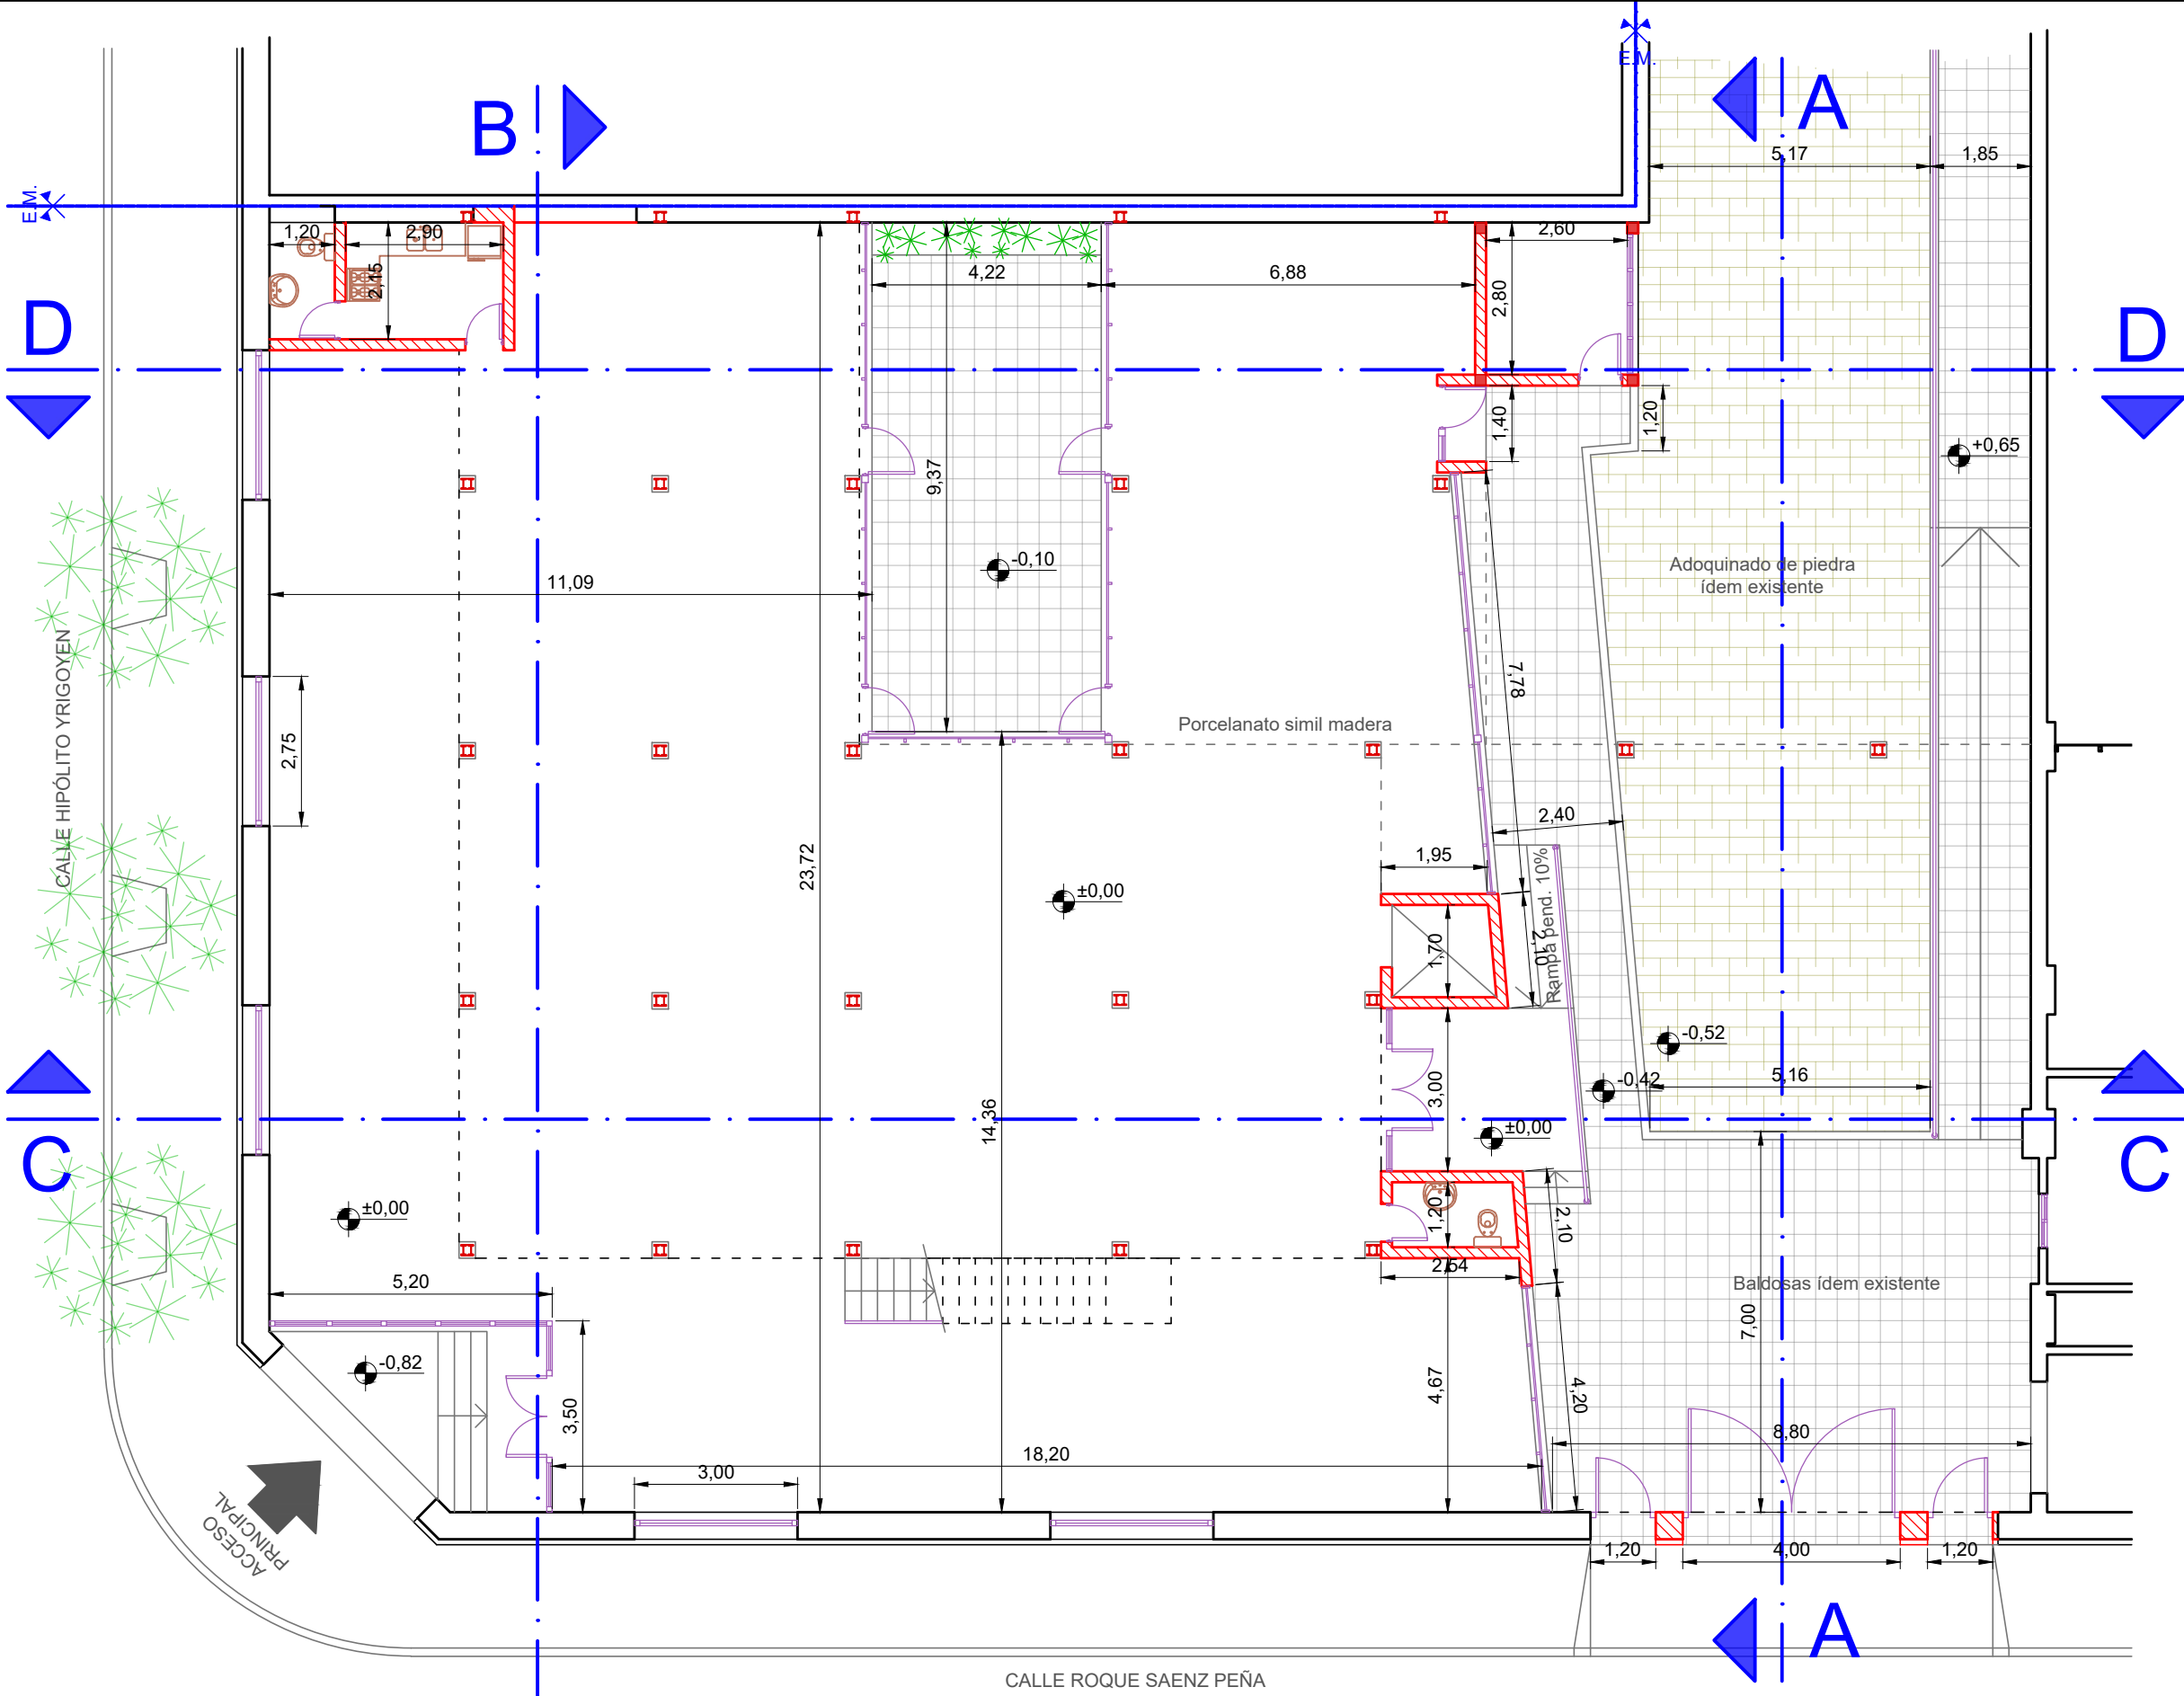 E.M.
B
A
5,17
1,85
E.M.
1,20
2,90
2,15
4,22
6,88
2,60
2,80
D
D
1,40
1,20
+0,65
9,37
-0,10
Adoquinado de piedra
ídem existente
11,09
CALLE HIPÓLITO YRIGOYEN
7,78
Porcelanato simil madera
2,75
2,40
23,72
1,95
±0,00
Rampa pend. 10%
1,70
2,10
-0,52
-0,42
5,16
3,00
14,36
±0,00
C
C
±0,00
1,20
2,10
2,64
5,20
Baldosas ídem existente
7,00
-0,82
3,50
4,67
4,20
8,80
18,20
3,00
ACCESO
PRINCIPAL
1,20
4,00
1,20
A
CALLE ROQUE SAENZ PEÑA